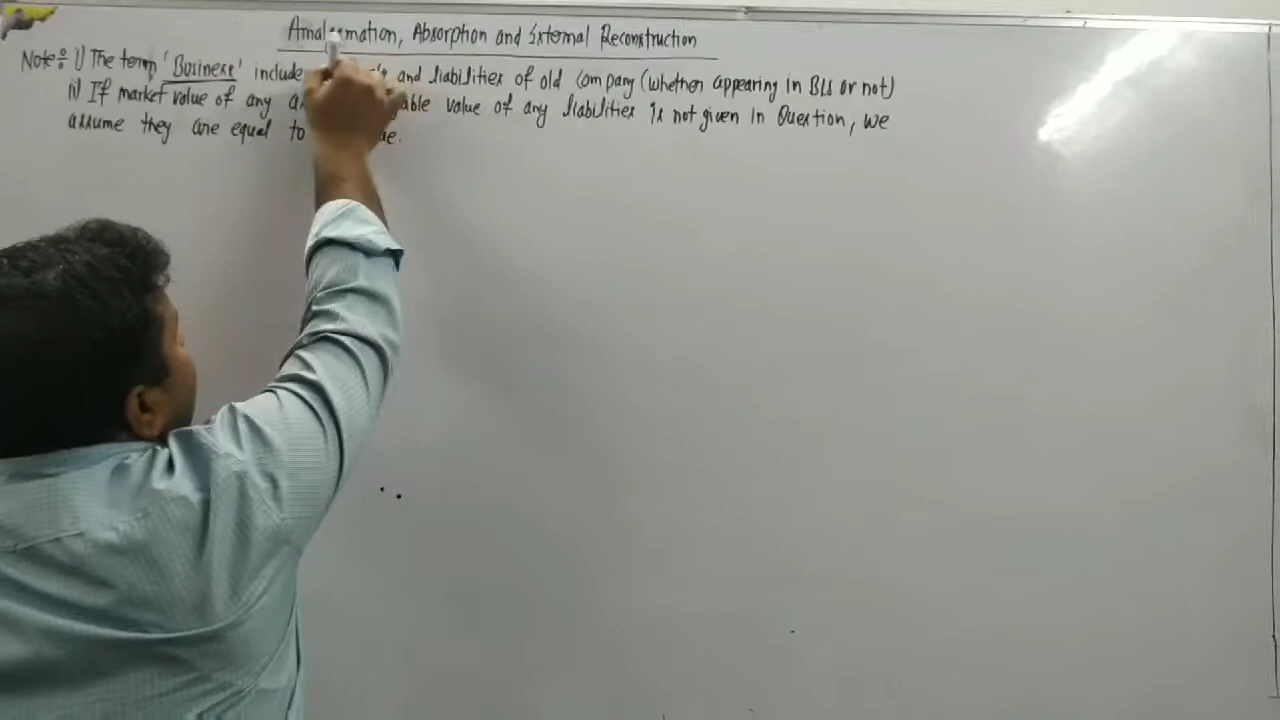 Amalgamation, Absorption and External Reconstruction
Note: i) The term 'Business' include and liabilities of old company (whether appearing in B/s or not)
ii) If market value of any value of any liabilities is not given in Question, we
assume they are equal to